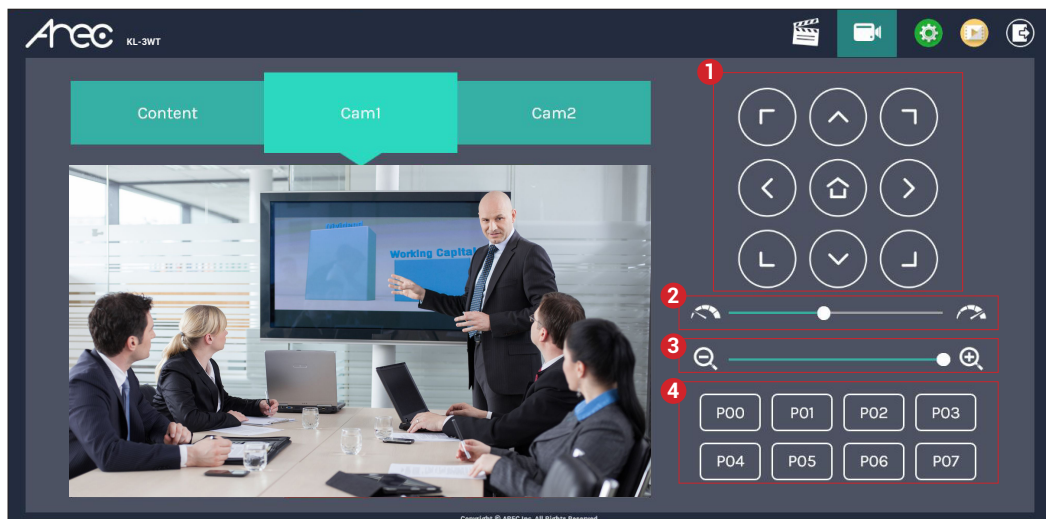 Arec KL-3WT
Content Cam1 Cam2
Working Capital
1
2
3
4
P00 P01 P02 P03
P04 P05 P06 P07
Copyright © AREC Inc. All Rights Reserved.